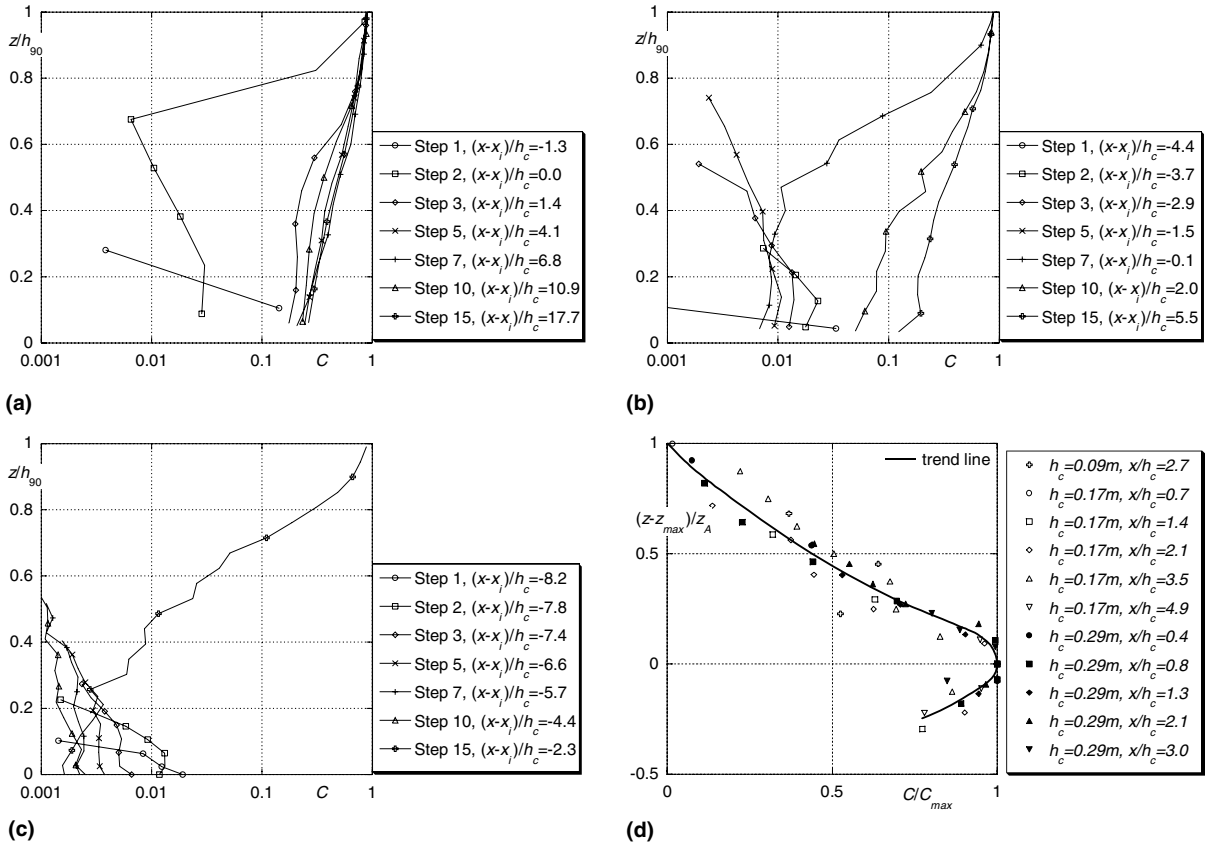 1
z/h90
0.8
0.6
0.4
0.2
0
0.001
0.01
0.1
C
1
Step 1, (x-xi)/hc=-1.3
Step 2, (x-xi)/hc=0.0
Step 3, (x-xi)/hc=1.4
Step 5, (x-xi)/hc=4.1
Step 7, (x-xi)/hc=6.8
Step 10, (x-xi)/hc=10.9
Step 15, (x-xi)/hc=17.7
(a)
1
z/h90
0.8
0.6
0.4
0.2
0
0.001
0.01
0.1
C
1
Step 1, (x-xi)/hc=-4.4
Step 2, (x-xi)/hc=-3.7
Step 3, (x-xi)/hc=-2.9
Step 5, (x-xi)/hc=-1.5
Step 7, (x-xi)/hc=-0.1
Step 10, (x-xi)/hc=2.0
Step 15, (x-xi)/hc=5.5
(b)
1
z/h90
0.8
0.6
0.4
0.2
0
0.001
0.01
0.1
C
1
Step 1, (x-xi)/hc=-8.2
Step 2, (x-xi)/hc=-7.8
Step 3, (x-xi)/hc=-7.4
Step 5, (x-xi)/hc=-6.6
Step 7, (x-xi)/hc=-5.7
Step 10, (x-xi)/hc=-4.4
Step 15, (x-xi)/hc=-2.3
(c)
1
trend line
(z-zmax)/zA
0.5
0
-0.5
0
0.5
C/Cmax
1
hc=0.09m, x/hc=2.7
hc=0.17m, x/hc=0.7
hc=0.17m, x/hc=1.4
hc=0.17m, x/hc=2.1
hc=0.17m, x/hc=3.5
hc=0.17m, x/hc=4.9
hc=0.29m, x/hc=0.4
hc=0.29m, x/hc=0.8
hc=0.29m, x/hc=1.3
hc=0.29m, x/hc=2.1
hc=0.29m, x/hc=3.0
(d)